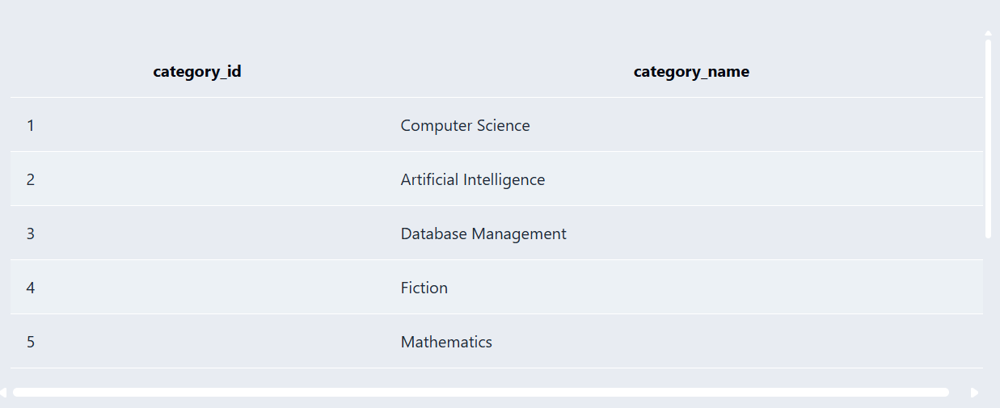 category_id category_name
1 Computer Science
2 Artificial Intelligence
3 Database Management
4 Fiction
5 Mathematics